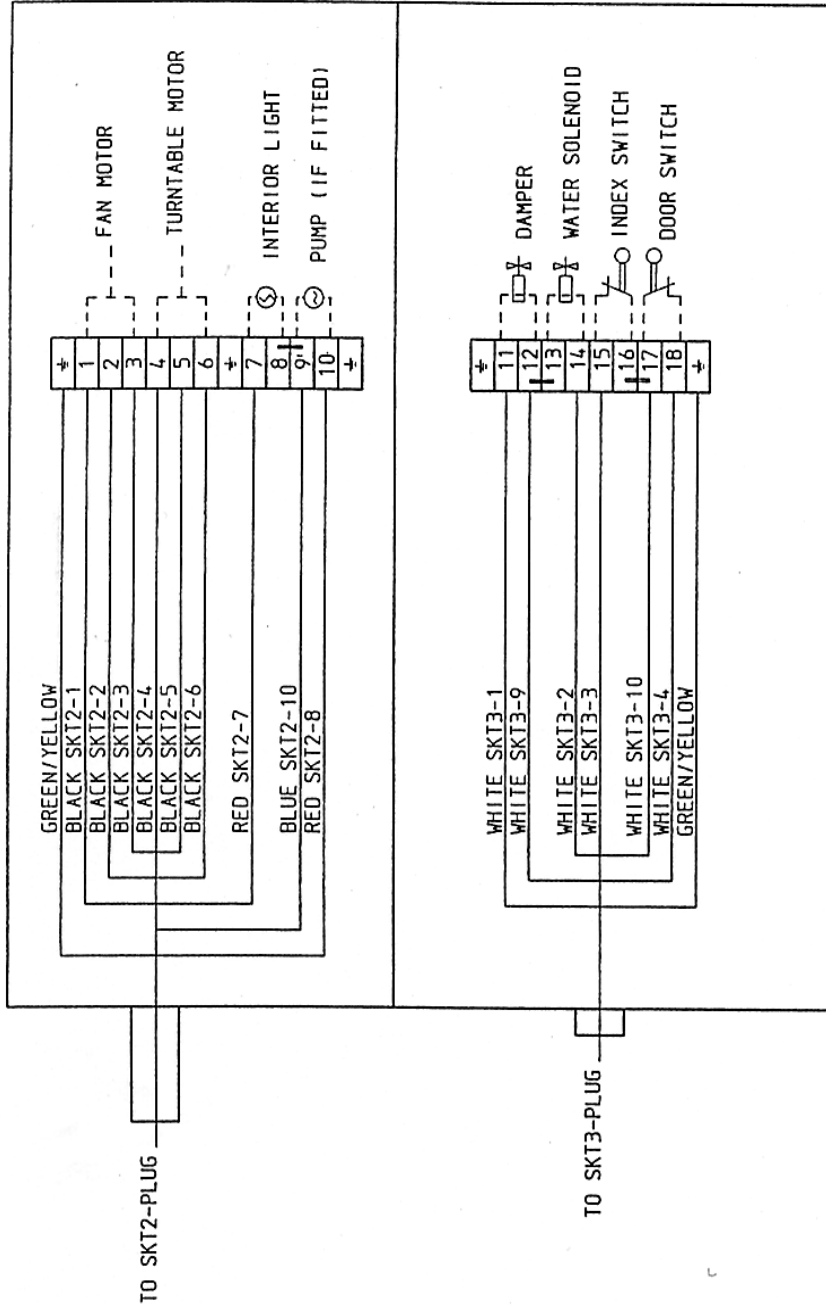 TO SKT2-PLUG
GREEN/YELLOW
BLACK SKT2-1
BLACK SKT2-2
BLACK SKT2-3
BLACK SKT2-4
BLACK SKT2-5
BLACK SKT2-6
RED SKT2-7
BLUE SKT2-10
RED SKT2-8
1
2
3
4
5
6
7
8
9
10
FAN MOTOR
TURNTABLE MOTOR
INTERIOR LIGHT
PUMP (IF FITTED)
TO SKT3-PLUG
WHITE SKT3-1
WHITE SKT3-9
WHITE SKT3-2
WHITE SKT3-3
WHITE SKT3-10
WHITE SKT3-4
GREEN/YELLOW
11
12
13
14
15
16
17
18
DAMPER
WATER SOLENOID
INDEX SWITCH
DOOR SWITCH